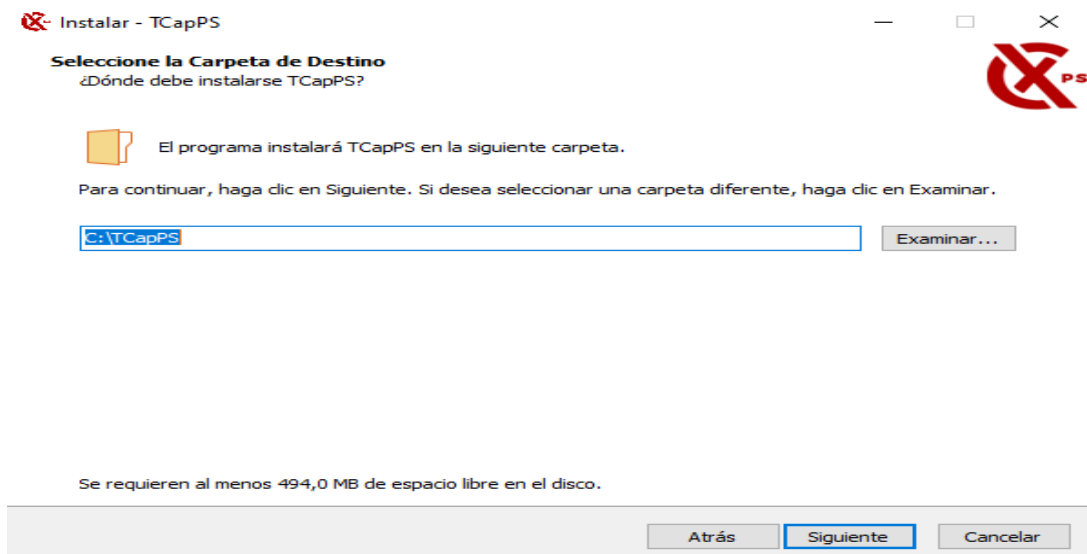 Instalar - TCapPS
Seleccione la Carpeta de Destino
¿Dónde debe instalarse TCapPS?
PS
El programa instalará TCapPS en la siguiente carpeta.
Para continuar, haga clic en Siguiente. Si desea seleccionar una carpeta diferente, haga clic en Examinar.
C:\TCapPS
Examinar...
Se requieren al menos 494,0 MB de espacio libre en el disco.
Atrás
Siguiente
Cancelar